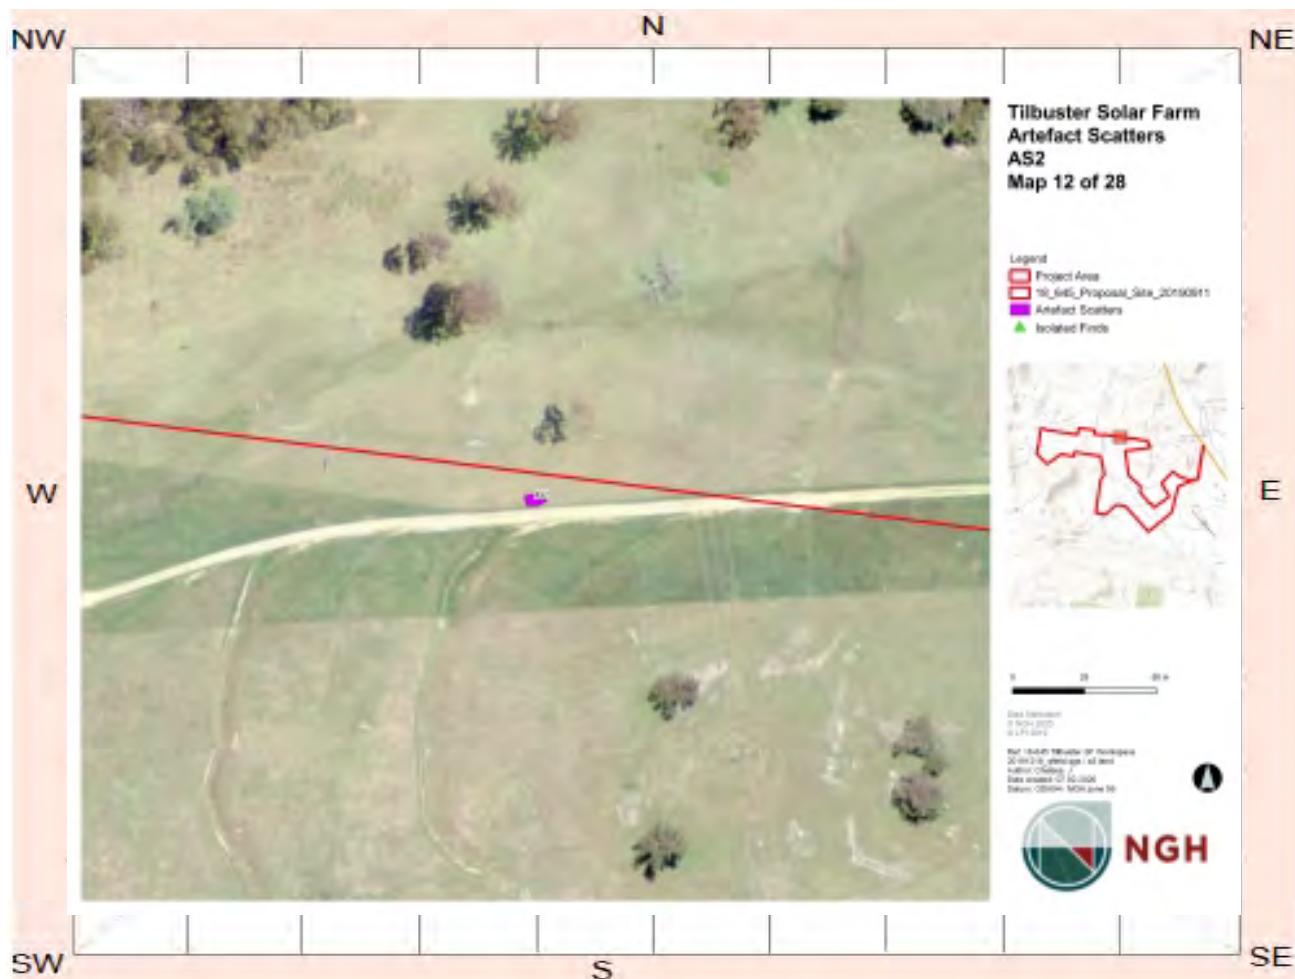 NW
N
NE
Tilbuster Solar Farm
Artefact Scatters
AS2
Map 12 of 28
Legend
Project Area
18_645_Proposal_Site_20190911
Artefact Scatters
Isolated Finds
W
E
NGH
SW
S
SE